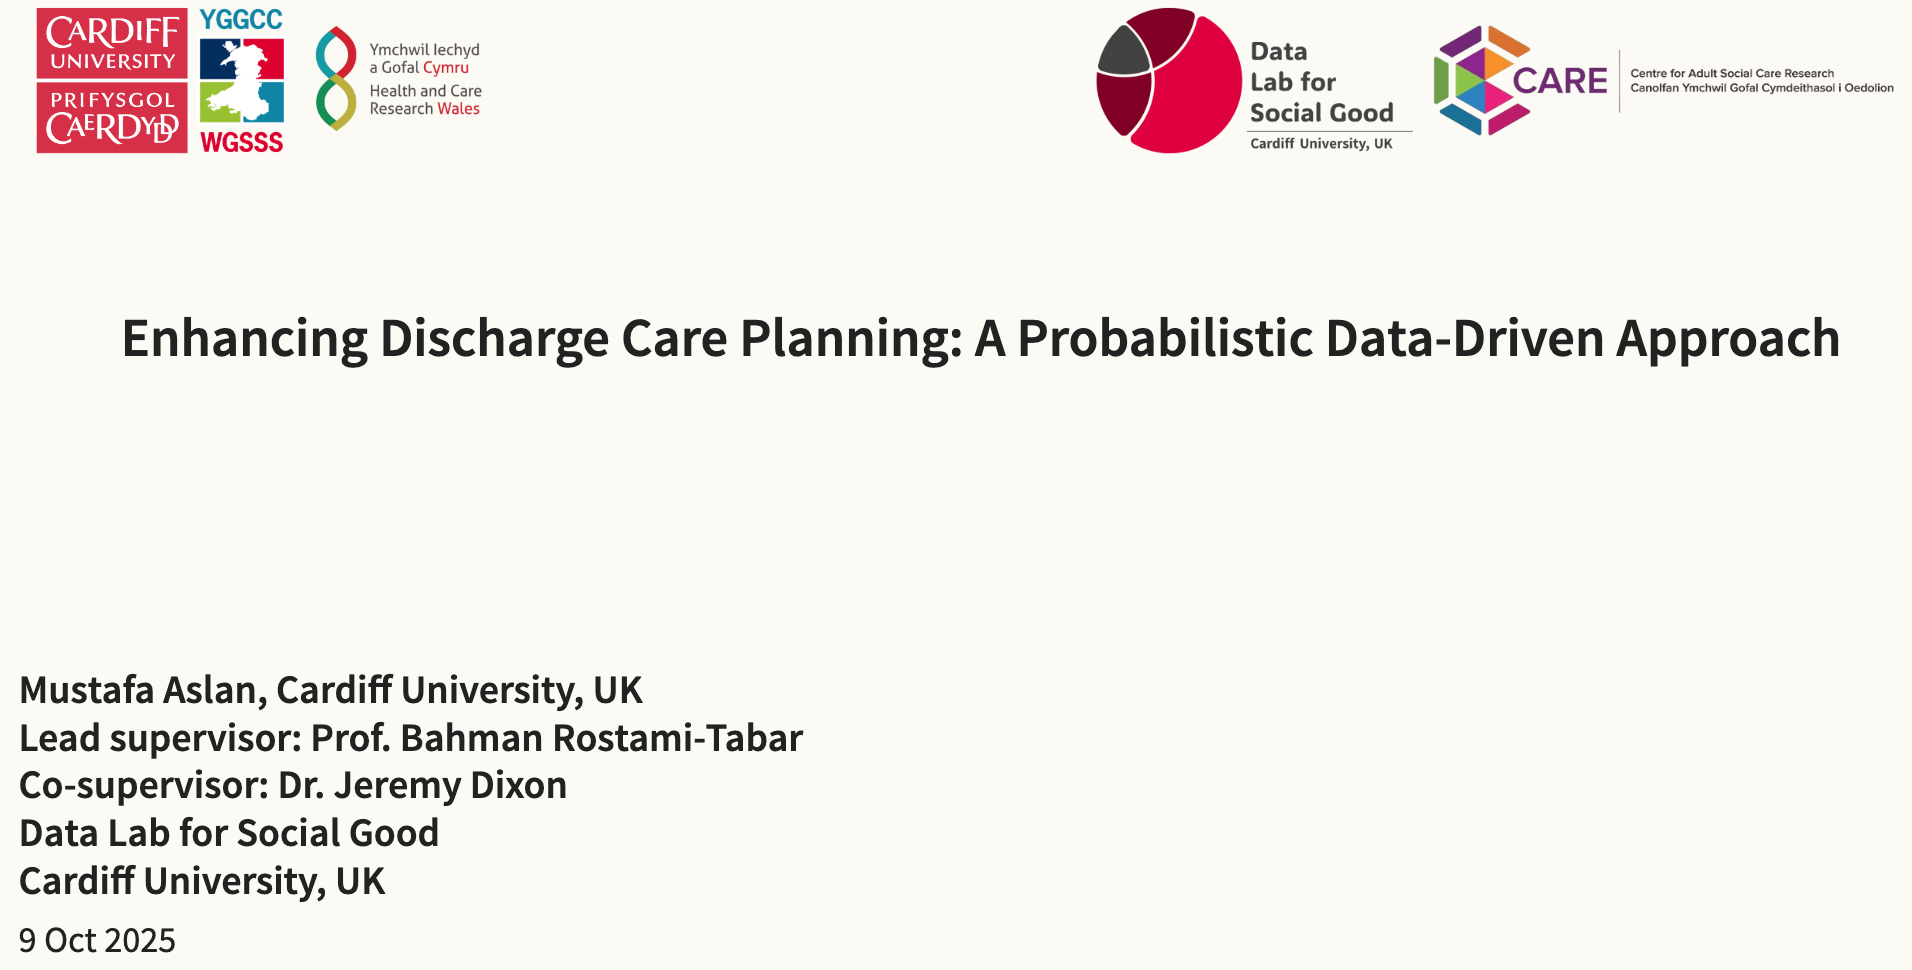 CARDIFF
UNIVERSITY
PRIFYSGOL
CAERDYDD
YGGCC
WGSSS
Ymchwil Iechyd
a Gofal Cymru
Health and Care
Research Wales
Data
Lab for
Social Good
Cardiff University, UK
CARE
Centre for Adult Social Care Research
Canolfan Ymchwil Gofal Cymdeithasol i Oedolion
Enhancing Discharge Care Planning: A Probabilistic Data-Driven Approach
Mustafa Aslan, Cardiff University, UK
Lead supervisor: Prof. Bahman Rostami-Tabar
Co-supervisor: Dr. Jeremy Dixon
Data Lab for Social Good
Cardiff University, UK
9 Oct 2025